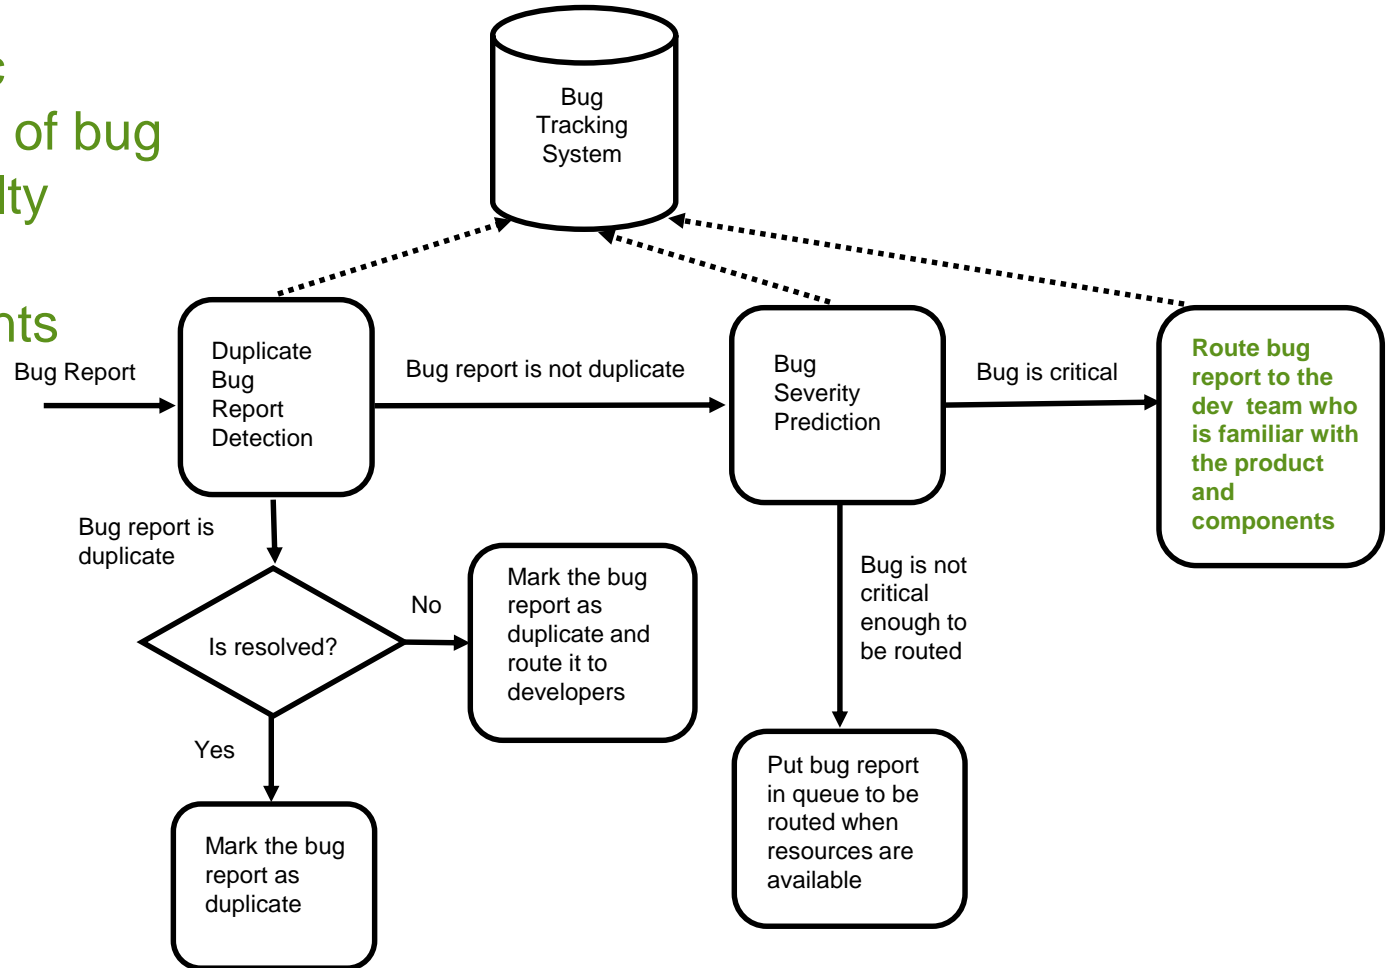 of bug
Bug
Tracking
System
Bug Report
Duplicate
Bug
Report
Detection
Bug report is not duplicate
Bug
Severity
Prediction
Bug is critical
Route bug
report to the
dev team who
is familiar with
the product
and
components
Bug report is
duplicate
Is resolved?
No
Mark the bug
report as
duplicate and
route it to
developers
Bug is not
critical
enough to
be routed
Yes
Mark the bug
report as
duplicate
Put bug report
in queue to be
routed when
resources are
available